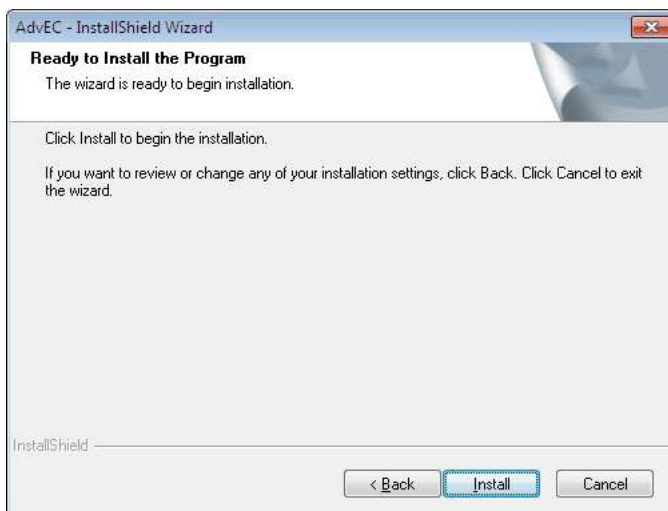 AdvEC - InstallShield Wizard
Ready to Install the Program
The wizard is ready to begin installation.
Click Install to begin the installation.
If you want to review or change any of your installation settings, click Back. Click Cancel to exit
the wizard.
InstallShield
< Back Install Cancel